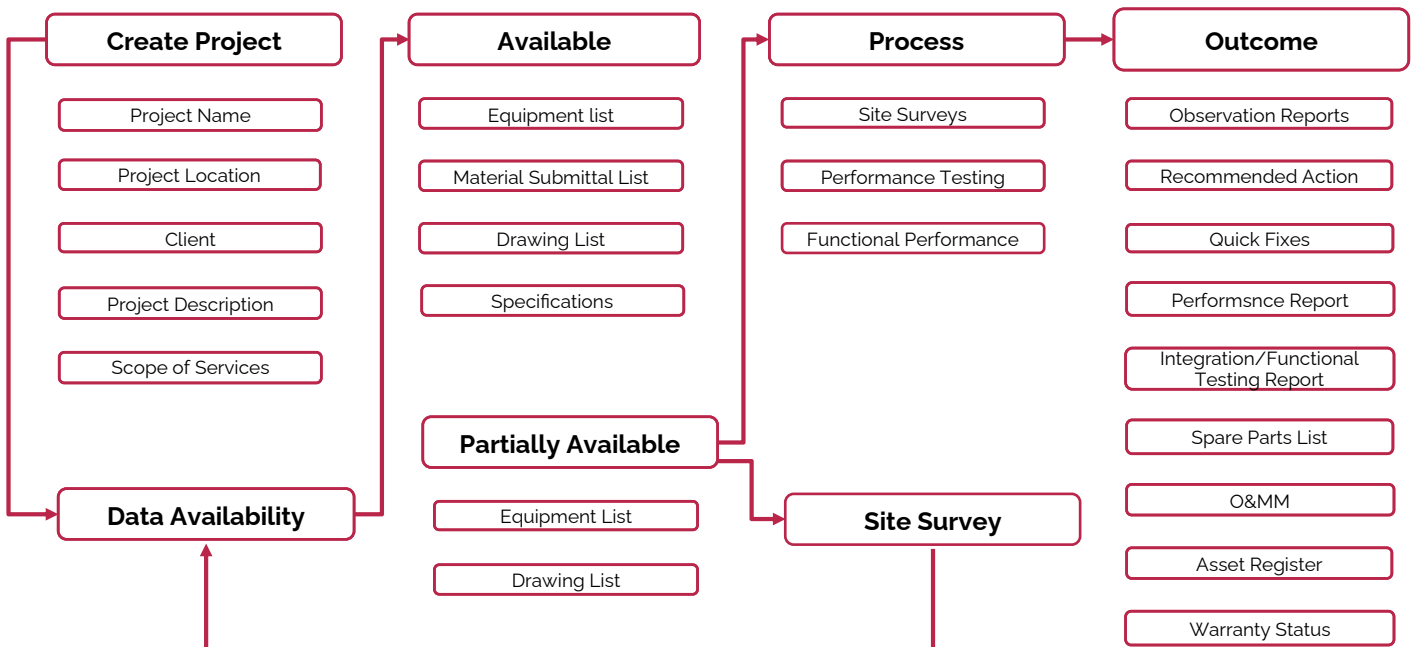 Create Project
Project Name
Project Location
Client
Project Description
Scope of Services
Data Availability
Available
Equipment list
Material Submittal List
Drawing List
Specifications
Partially Available
Equipment List
Drawing List
Process
Site Surveys
Performance Testing
Functional Performance
Site Survey
Outcome
Observation Reports
Recommended Action
Quick Fixes
Performsnce Report
Integration/Functional
Testing Report
Spare Parts List
O&MM
Asset Register
Warranty Status